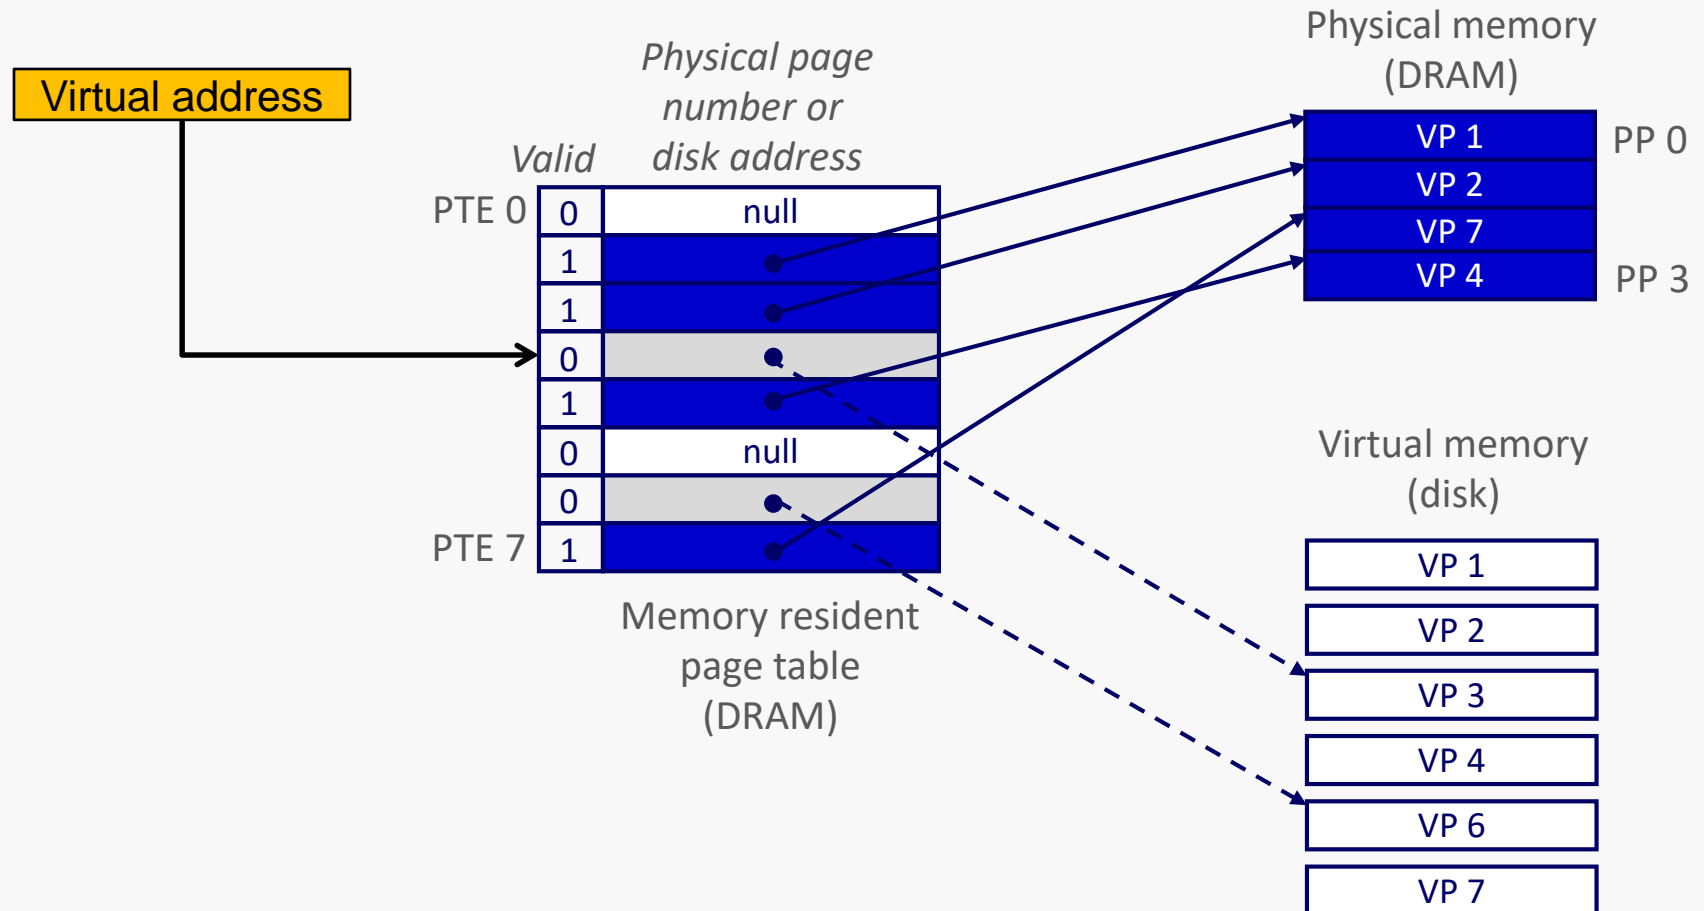 Virtual address
Physical page
number or
disk address
Valid
PTE 0
0
null
1
1
0
1
0
null
0
PTE 7
1
Memory resident
page table
(DRAM)
Physical memory
(DRAM)
VP 1
PP 0
VP 2
VP 7
VP 4
PP 3
Virtual memory
(disk)
VP 1
VP 2
VP 3
VP 4
VP 6
VP 7